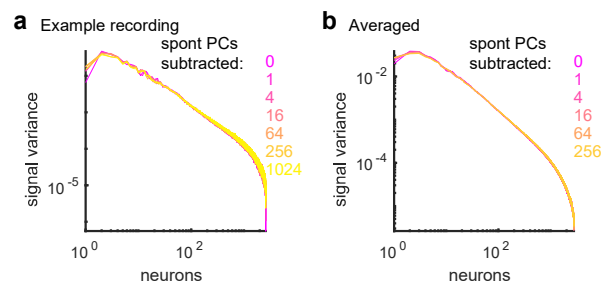 a Example recording
spont PCs
subtracted:
0
1
4
16
64
256
1024
signal variance
10^-5
10^0
10^2
neurons
b Averaged
spont PCs
subtracted:
0
1
4
16
64
256
signal variance
10^-2
10^-4
10^0
10^2
neurons